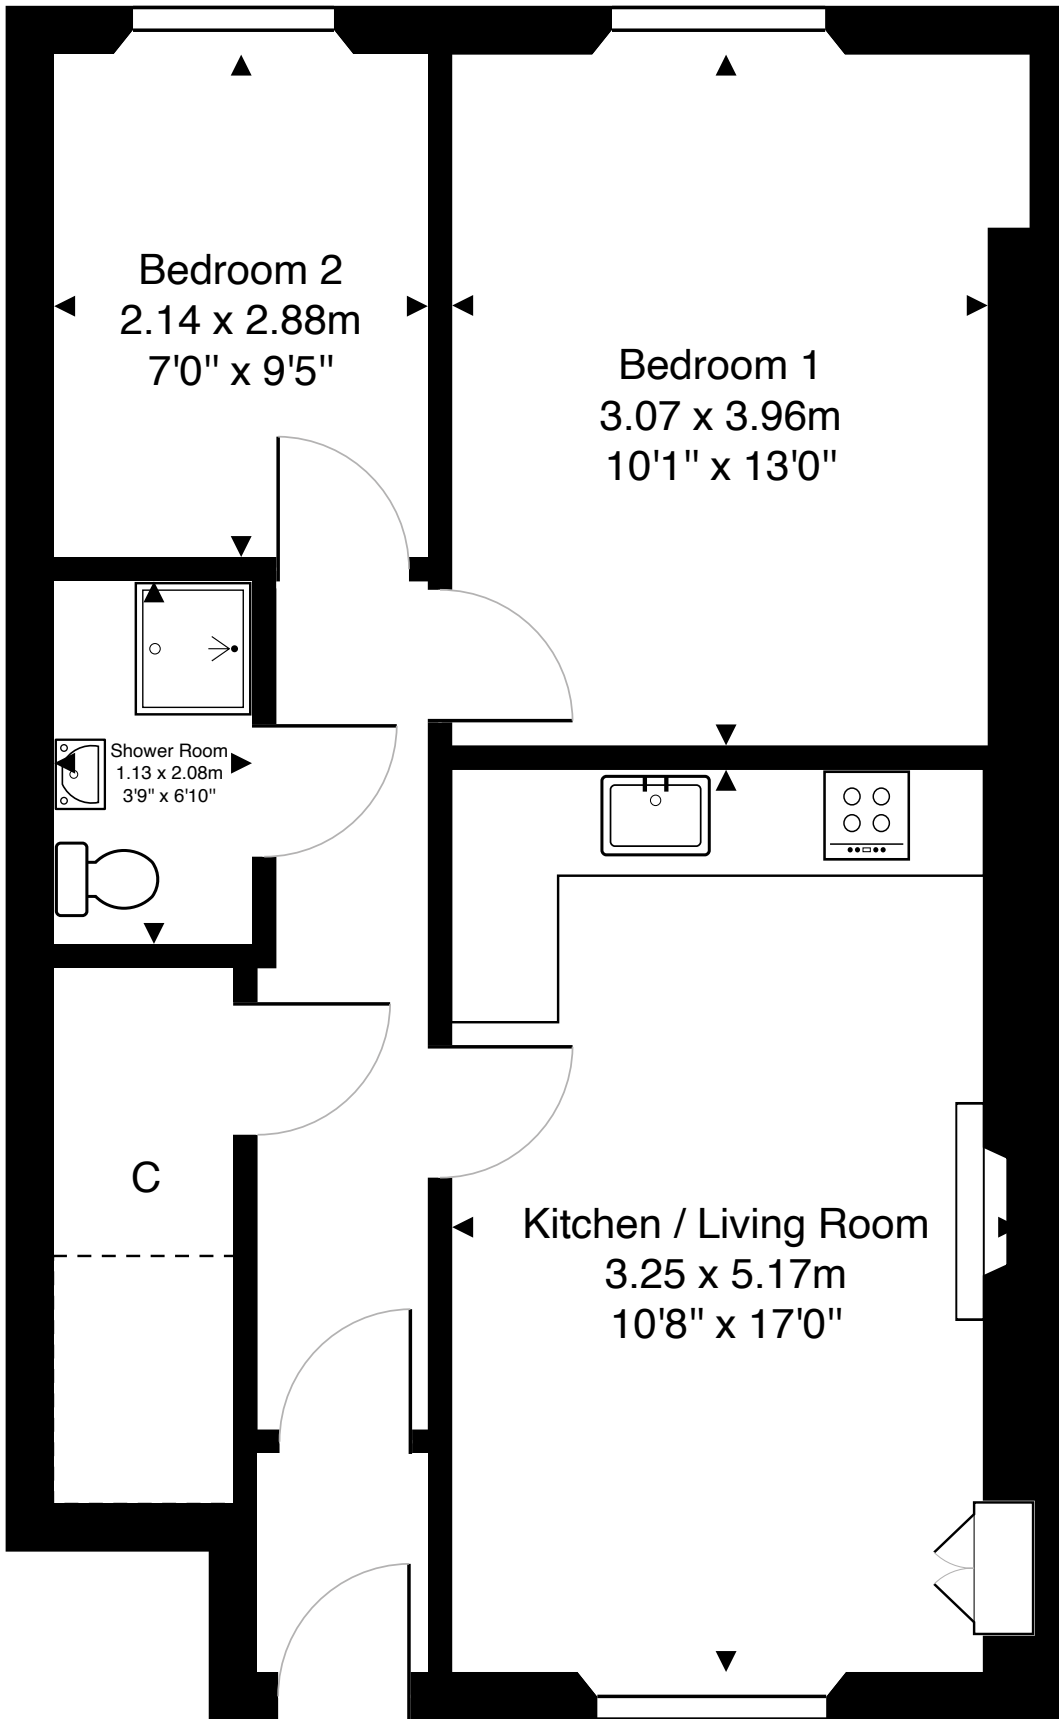 Bedroom 2
2.14 x 2.88m
7'0" x 9'5"
Bedroom 1
3.07 x 3.96m
10'1" x 13'0"
Shower Room
1.13 x 2.08m
3'9" x 6'10"
C
Kitchen / Living Room
3.25 x 5.17m
10'8" x 17'0"